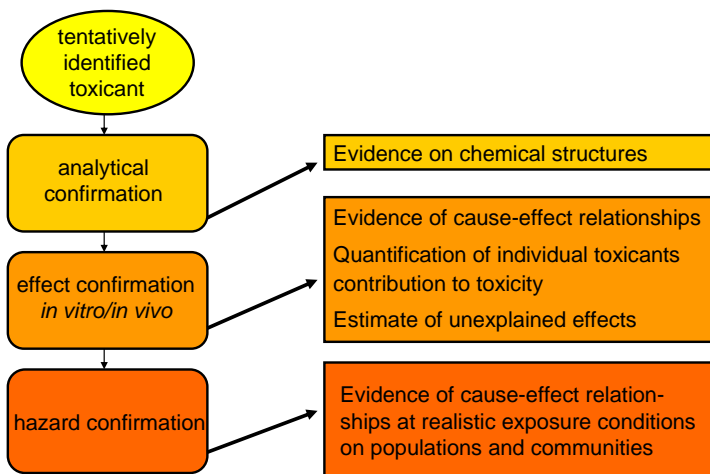 tentatively
identified
toxicant
analytical
confirmation
Evidence on chemical structures
effect confirmation
in vitro/in vivo
Evidence of cause-effect relationships
Quantification of individual toxicants
contribution to toxicity
Estimate of unexplained effects
hazard confirmation
Evidence of cause-effect relation-
ships at realistic exposure conditions
on populations and communities